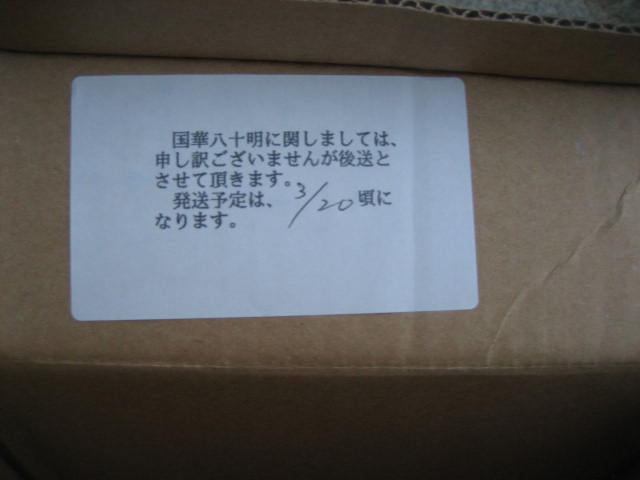 国華八十明に関しましては、
申し訳ございませんが後送と
させて頂きます。
発送予定は、3/20頃に
なります。